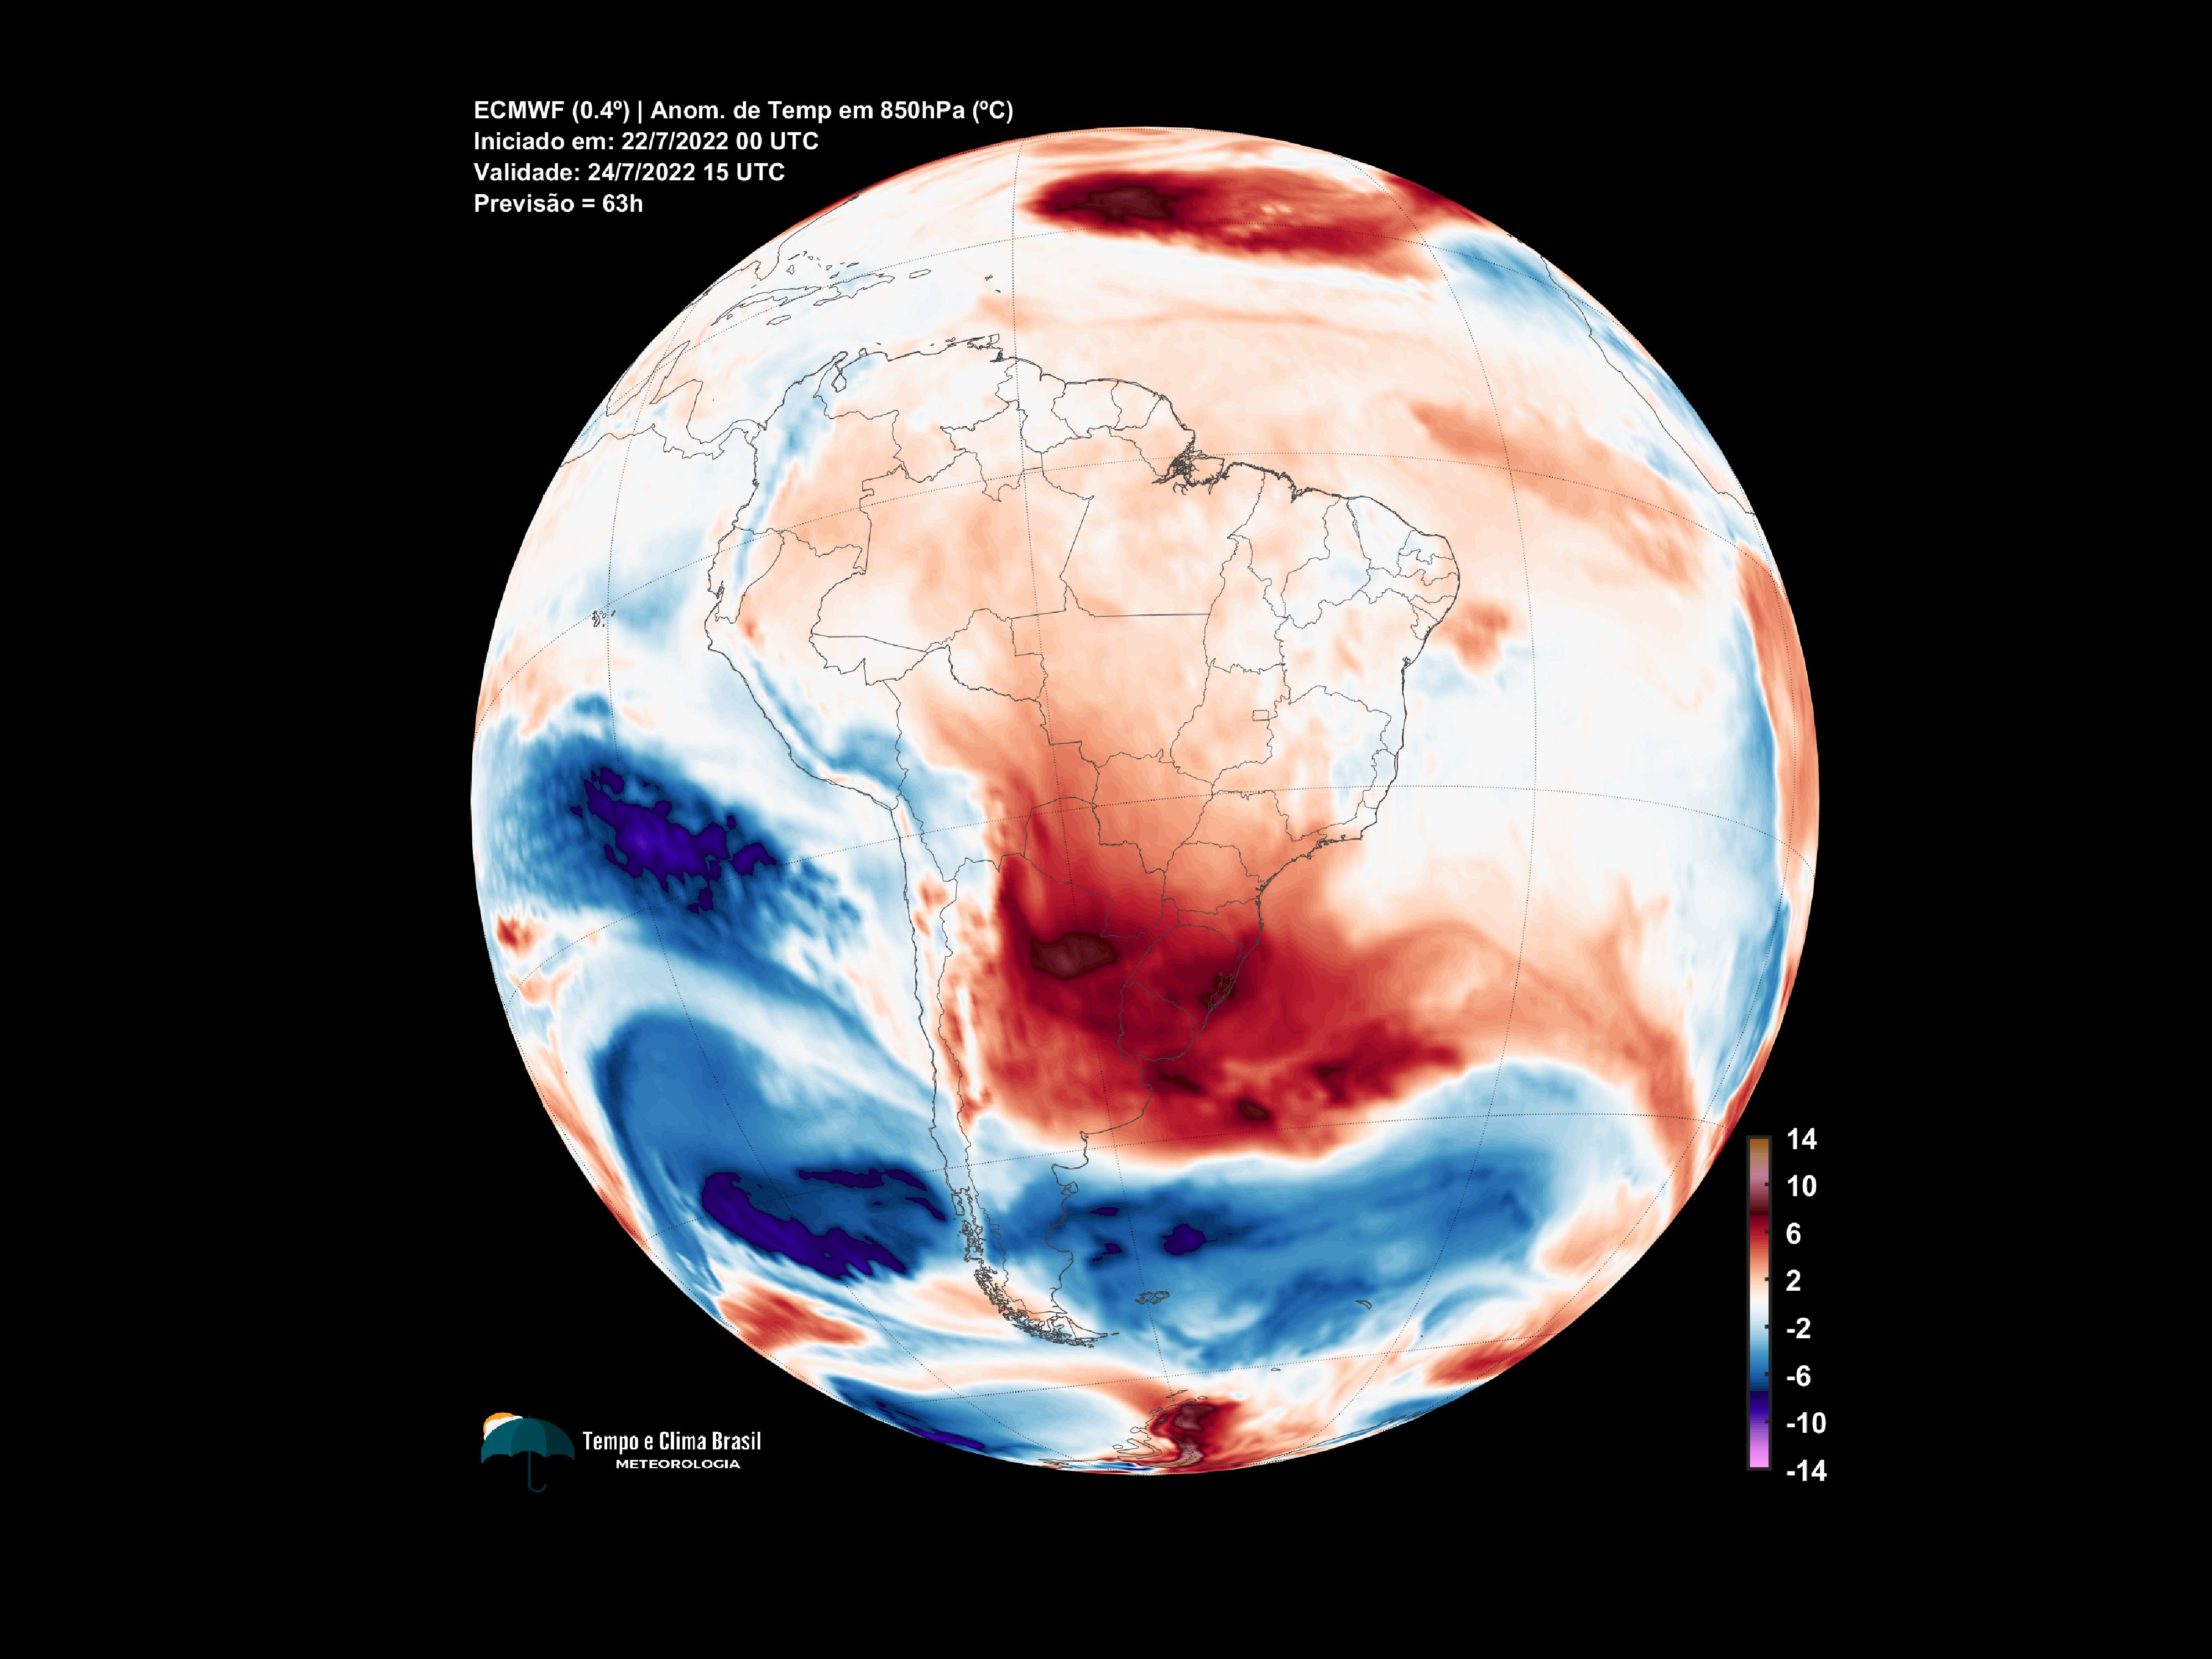 ECMWF (0.4º) | Anom. de Temp em 850hPa (ºC)
Iniciado em: 22/7/2022 00 UTC
Validade: 24/7/2022 15 UTC
Previsão = 63h
14
10
6
2
-2
-6
-10
-14
Tempo e Clima Brasil
METEOROLOGIA